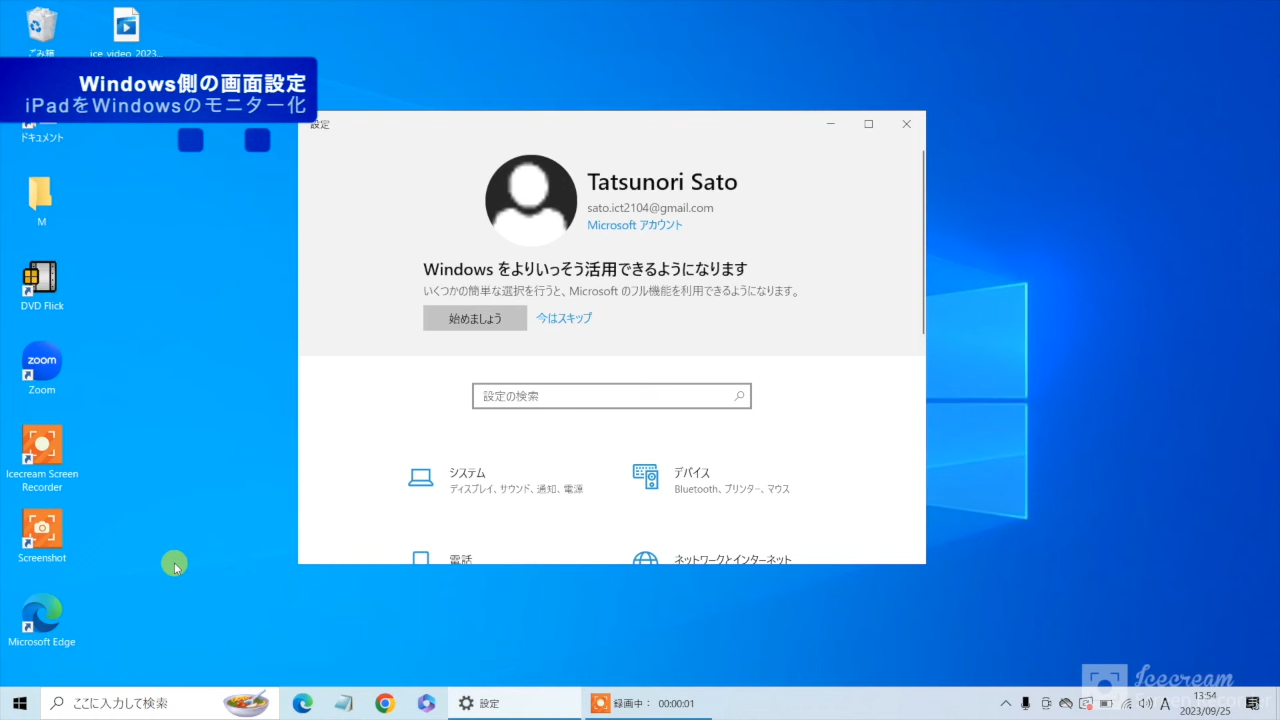 ごみ箱
ice_video_2023...
Windows側の画面設定
iPadをWindowsのモニター化
ドキュメント
M
DVD Flick
Zoom
zoom
Icecream Screen
Recorder
Screenshot
Microsoft Edge
設定
Tatsunori Sato
sato.ict2104@gmail.com
Microsoft アカウント
Windows をよりいっそう活用できるようになります
いくつかの簡単な選択を行うと、Microsoft のフル機能を利用できるようになります。
始めましょう
今はスキップ
設定の検索
システム
ディスプレイ、サウンド、通知、電源
デバイス
Bluetooth、プリンター、マウス
電話
ネットワークとインターネット
ここに入力して検索
設定
録画中： 00:00:01
Icecream
A
13:54
2023/09/25